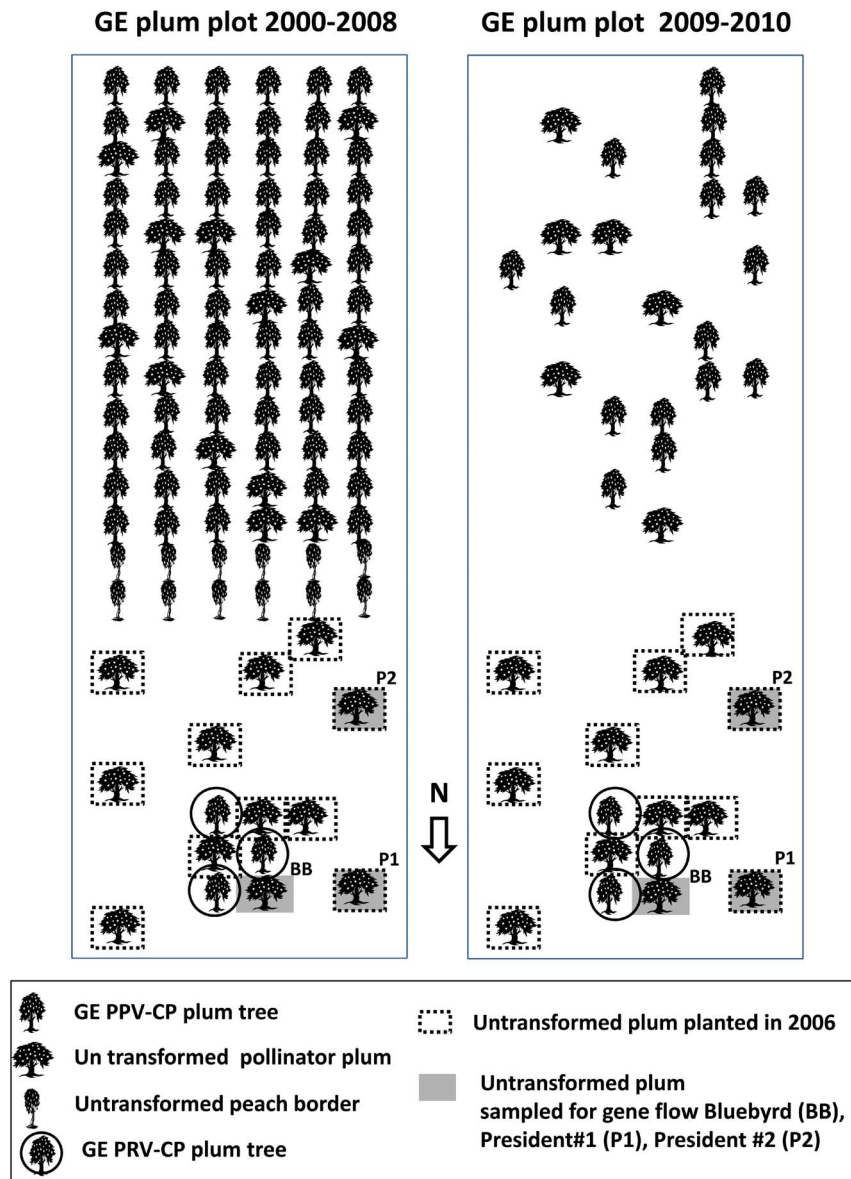 GE plum plot 2000-2008
GE plum plot 2009-2010
P2
P2
N
P1
P1
BB
BB
GE PPV-CP plum tree
Un transformed pollinator plum
Untransformed peach border
GE PRV-CP plum tree
Untransformed plum planted in 2006
Untransformed plum
sampled for gene flow Bluebyrd (BB),
President#1 (P1), President #2 (P2)